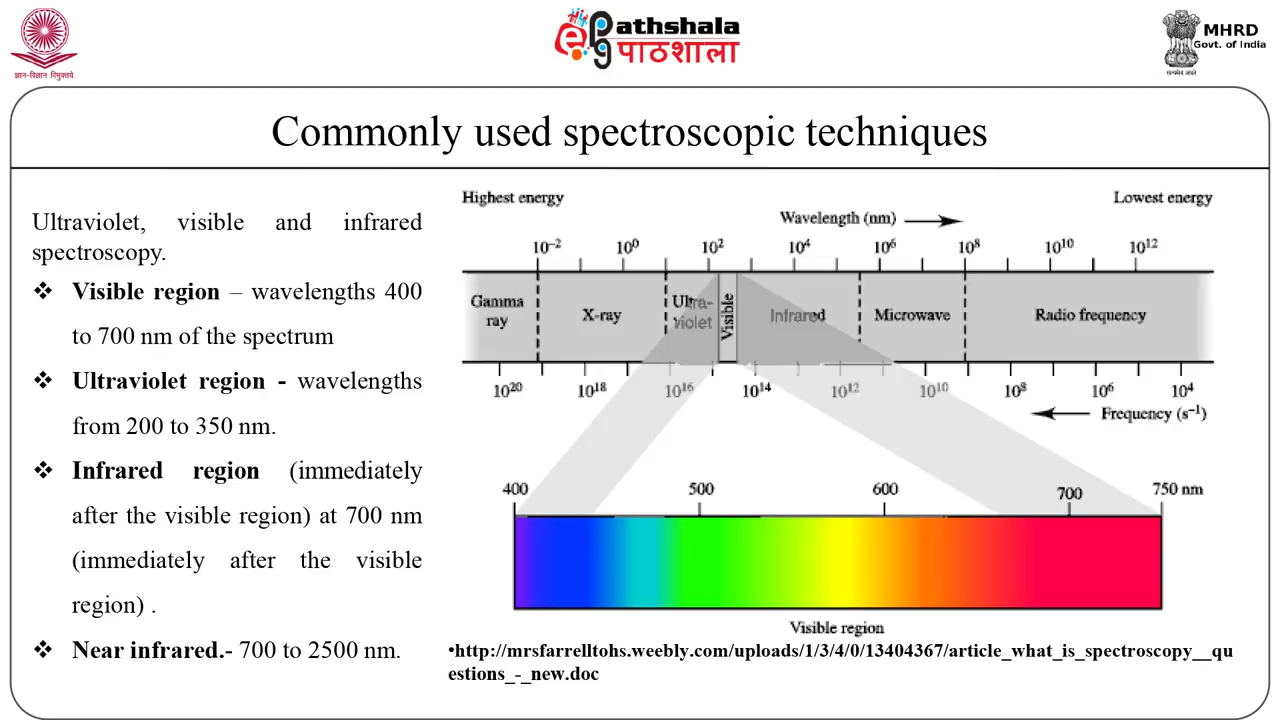 ज्ञान-विज्ञान विमुक्तये
ePathshala
पाठशाला
MHRD
Govt. of India
सत्यमेव जयते
Commonly used spectroscopic techniques
Ultraviolet, visible and infrared
spectroscopy.
❖ Visible region – wavelengths 400
to 700 nm of the spectrum
❖ Ultraviolet region - wavelengths
from 200 to 350 nm.
❖ Infrared region (immediately
after the visible region) at 700 nm
(immediately after the visible
region) .
❖ Near infrared.- 700 to 2500 nm.
Highest energy Lowest energy
Wavelength (nm)
10⁻² 10⁰ 10² 10⁴ 10⁶ 10⁸ 10¹⁰ 10¹²
Gamma
ray
X-ray
Ultra-
violet
Visible
Infrared
Microwave
Radio frequency
10²⁰ 10¹⁸ 10¹⁶ 10¹⁴ 10¹² 10¹⁰ 10⁸ 10⁶ 10⁴
Frequency (s⁻¹)
400 500 600 700 750 nm
Visible region
•http://mrsfarrelltohs.weebly.com/uploads/1/3/4/0/13404367/article_what_is_spectroscopy__qu
estions_-_new.doc